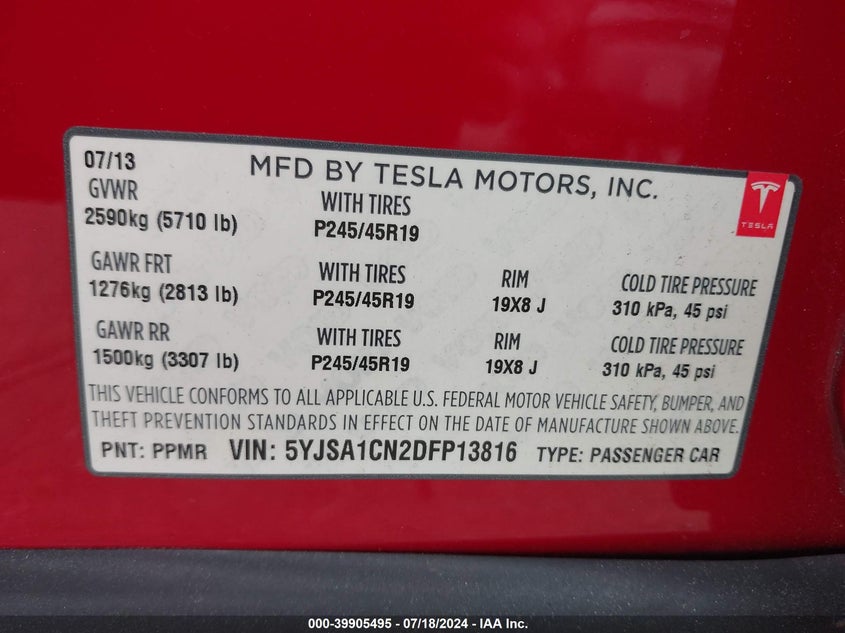 07/13
MFD BY TESLA MOTORS, INC.
TESLA
GVWR WITH TIRES
2590kg (5710 lb) P245/45R19
GAWR FRT WITH TIRES RIM COLD TIRE PRESSURE
1276kg (2813 lb) P245/45R19 19X8 J 310 kPa, 45 psi
GAWR RR WITH TIRES RIM COLD TIRE PRESSURE
1500kg (3307 lb) P245/45R19 19X8 J 310 kPa, 45 psi
THIS VEHICLE CONFORMS TO ALL APPLICABLE U.S. FEDERAL MOTOR VEHICLE SAFETY, BUMPER, AND
THEFT PREVENTION STANDARDS IN EFFECT ON THE DATE OF MANUFACTURE SHOWN ABOVE.
PNT: PPMR VIN: 5YJSA1CN2DFP13816 TYPE: PASSENGER CAR
000-39905495 - 07/18/2024 - IAA Inc.